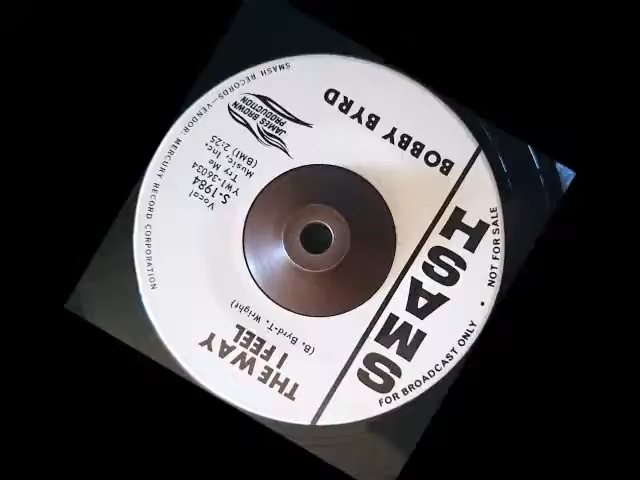 SMASH
FOR BROADCAST ONLY • NOT FOR SALE
THE WAY
I FEEL
(B. Byrd-T. Wright)
Vocal
S-1984
YW1-36034
Try Me
Music, Inc.
(BMI) 2:25
JAMES BROWN
PRODUCTION
BOBBY BYRD
SMASH RECORDS—VENDOR: MERCURY RECORD CORPORATION